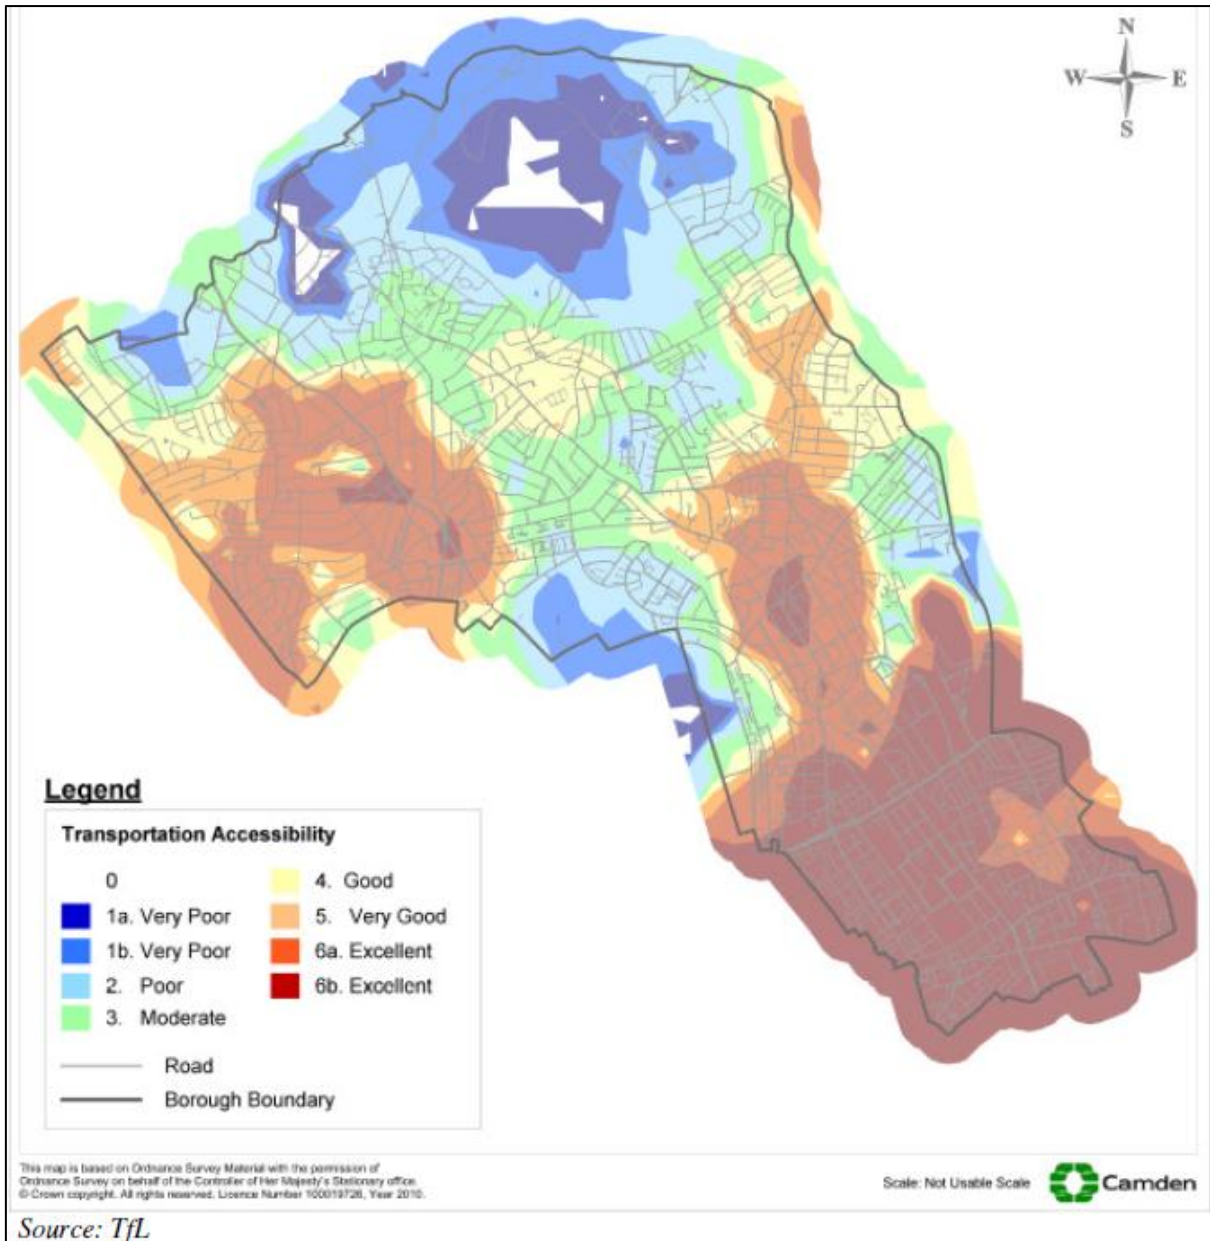 N
W E
S
Legend
Transportation Accessibility
0
1a. Very Poor
1b. Very Poor
2. Poor
3. Moderate
4. Good
5. Very Good
6a. Excellent
6b. Excellent
Road
Borough Boundary
This map is based on Ordnance Survey Material with the permission of
Ordnance Survey on behalf of the Controller of Her Majesty's Stationary office.
© Crown copyright. All rights reserved. Licence Number 100019726, Year 2010.
Scale: Not Usable Scale
Camden
Source: TfL